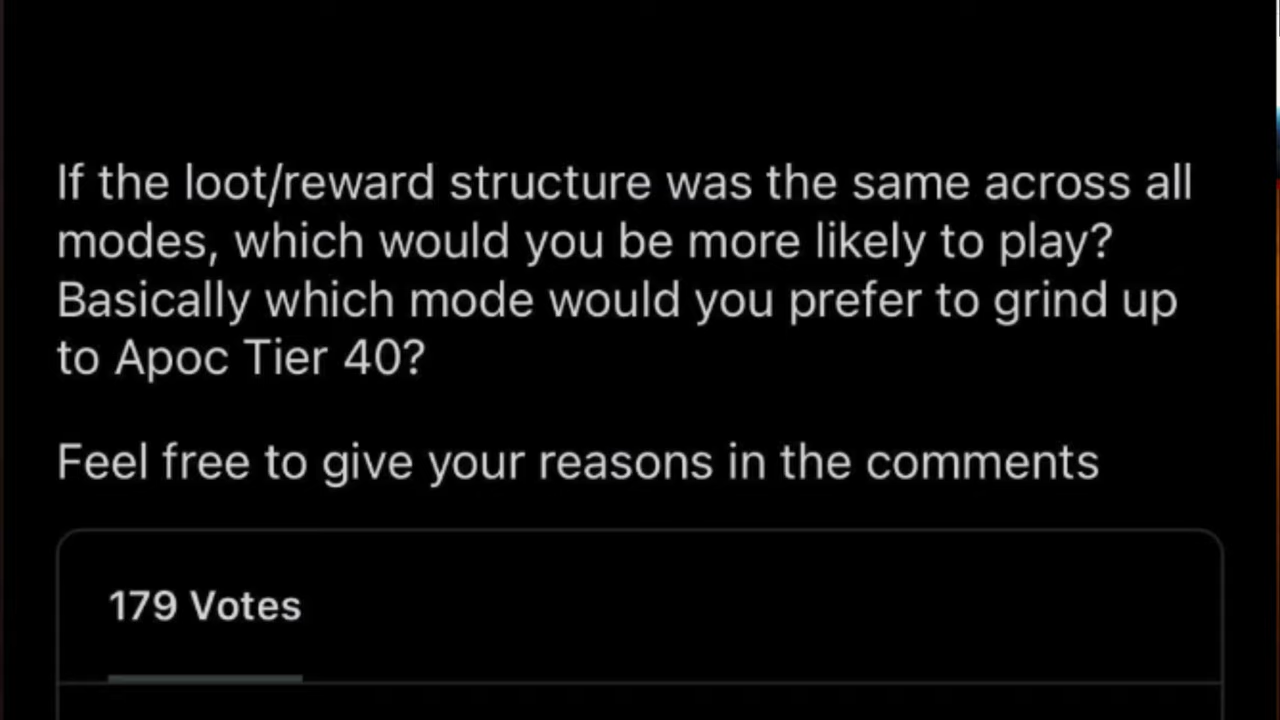 If the loot/reward structure was the same across all
modes, which would you be more likely to play?
Basically which mode would you prefer to grind up
to Apoc Tier 40?
Feel free to give your reasons in the comments
179 Votes